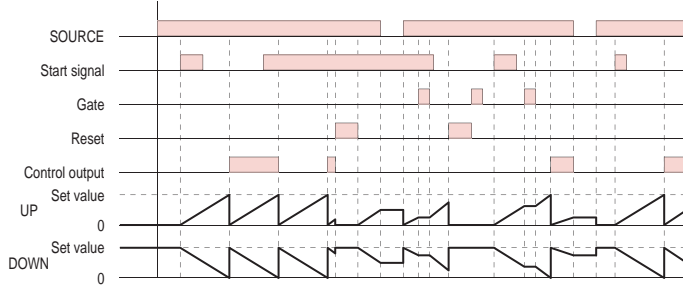 SOURCE
Start signal
Gate
Reset
Control output
Set value
UP
0
Set value
DOWN
0